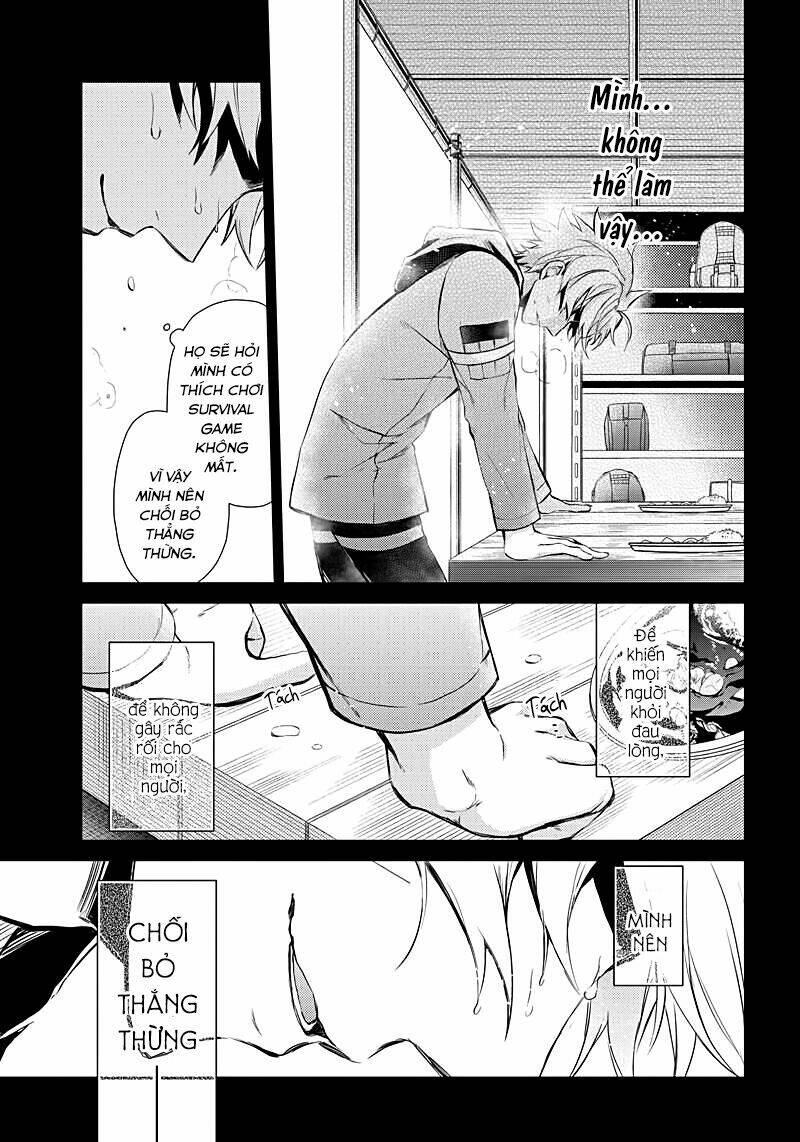 Mình...
không
thể làm
vậy...
HỌ SẼ HỎI
MÌNH CÓ
THÍCH CHƠI
SURVIVAL
GAME
KHÔNG
MẤT.
VÌ VẬY
MÌNH NÊN
CHỐI BỎ
THẲNG
THỪNG.
Để
khiến
mọi
người
khỏi
đau
lòng,
Tách
Tách
để không
gây rắc
rối cho
mọi
người,
MÌNH
NÊN
CHỐI
BỎ
THẲNG
THỪNG